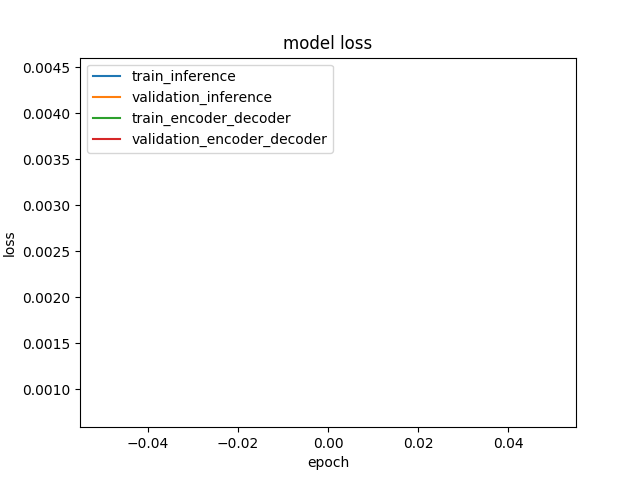 model loss
0.0045
0.0040
0.0035
0.0030
0.0025
0.0020
0.0015
0.0010
loss
train_inference
validation_inference
train_encoder_decoder
validation_encoder_decoder
−0.04 −0.02 0.00 0.02 0.04
epoch